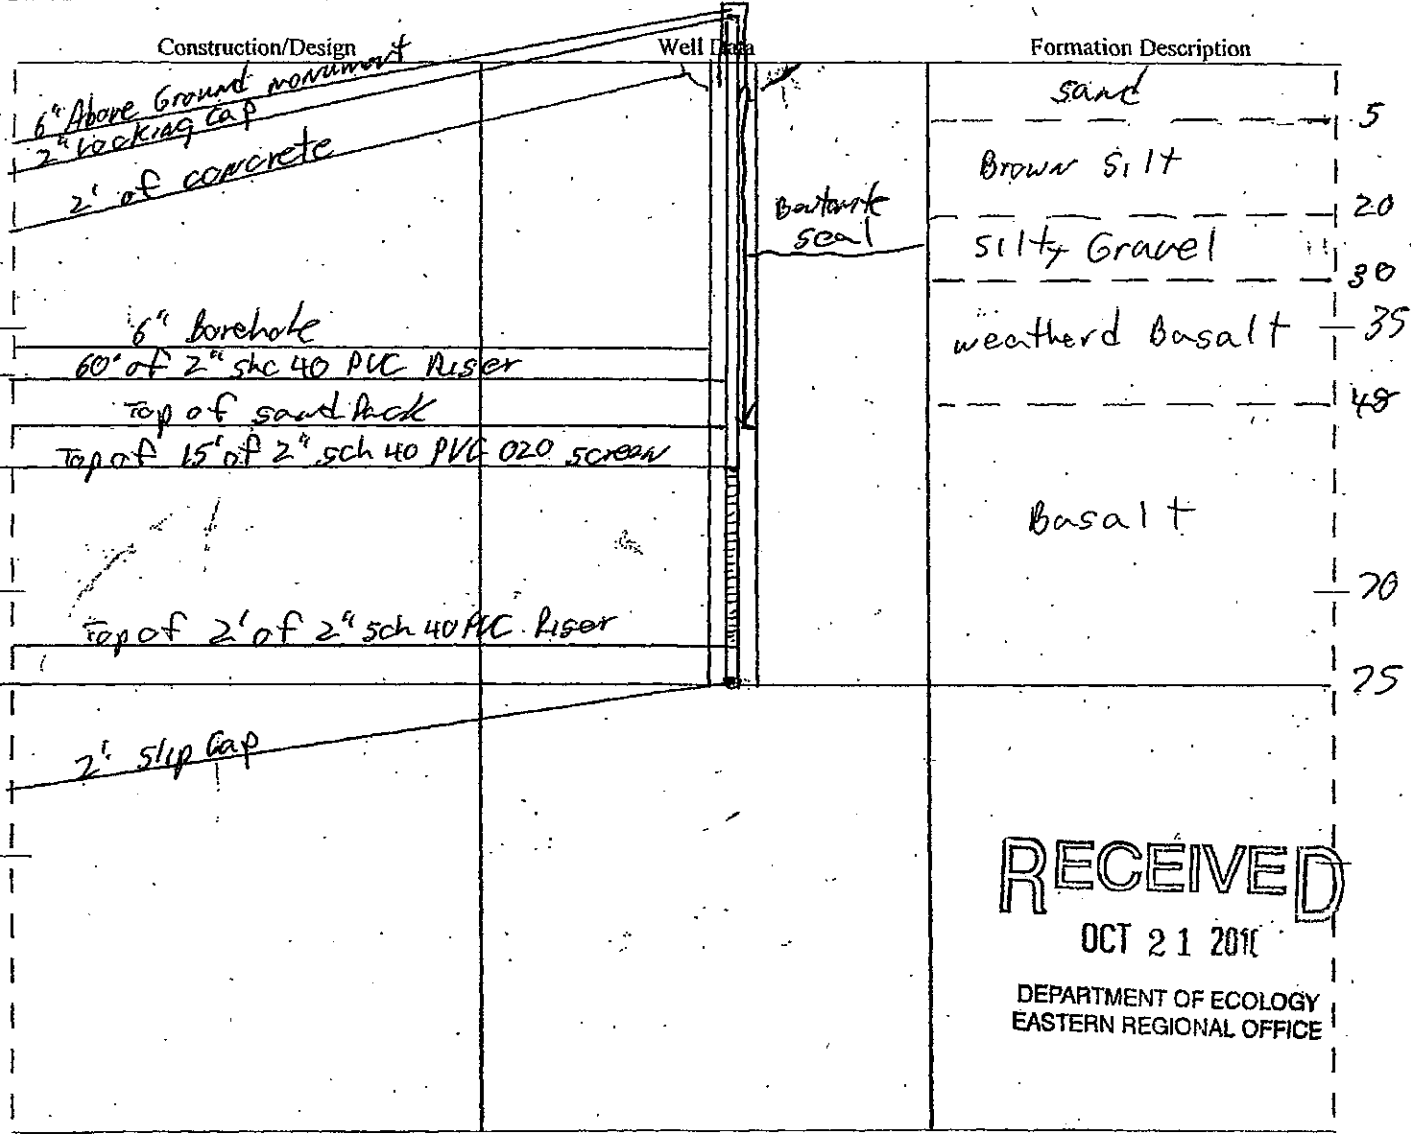 Construction/Design
Well Data
Formation Description
6" Above Ground monument
2" Locking Cap
2' of concrete
6" Borehole
60' of 2" shc 40 PVC Riser
Top of sand Pack
Top of 15' of 2" sch 40 PVC 020 screen
Top of 2' of 2" sch 40 PVC Riser
2" slip Cap
Bentonite
seal
sand
5
Brown Silt
20
Silty Gravel
30
weatherd Basalt
35
Basalt
70
75
RECEIVED
OCT 21 201
DEPARTMENT OF ECOLOGY
EASTERN REGIONAL OFFICE